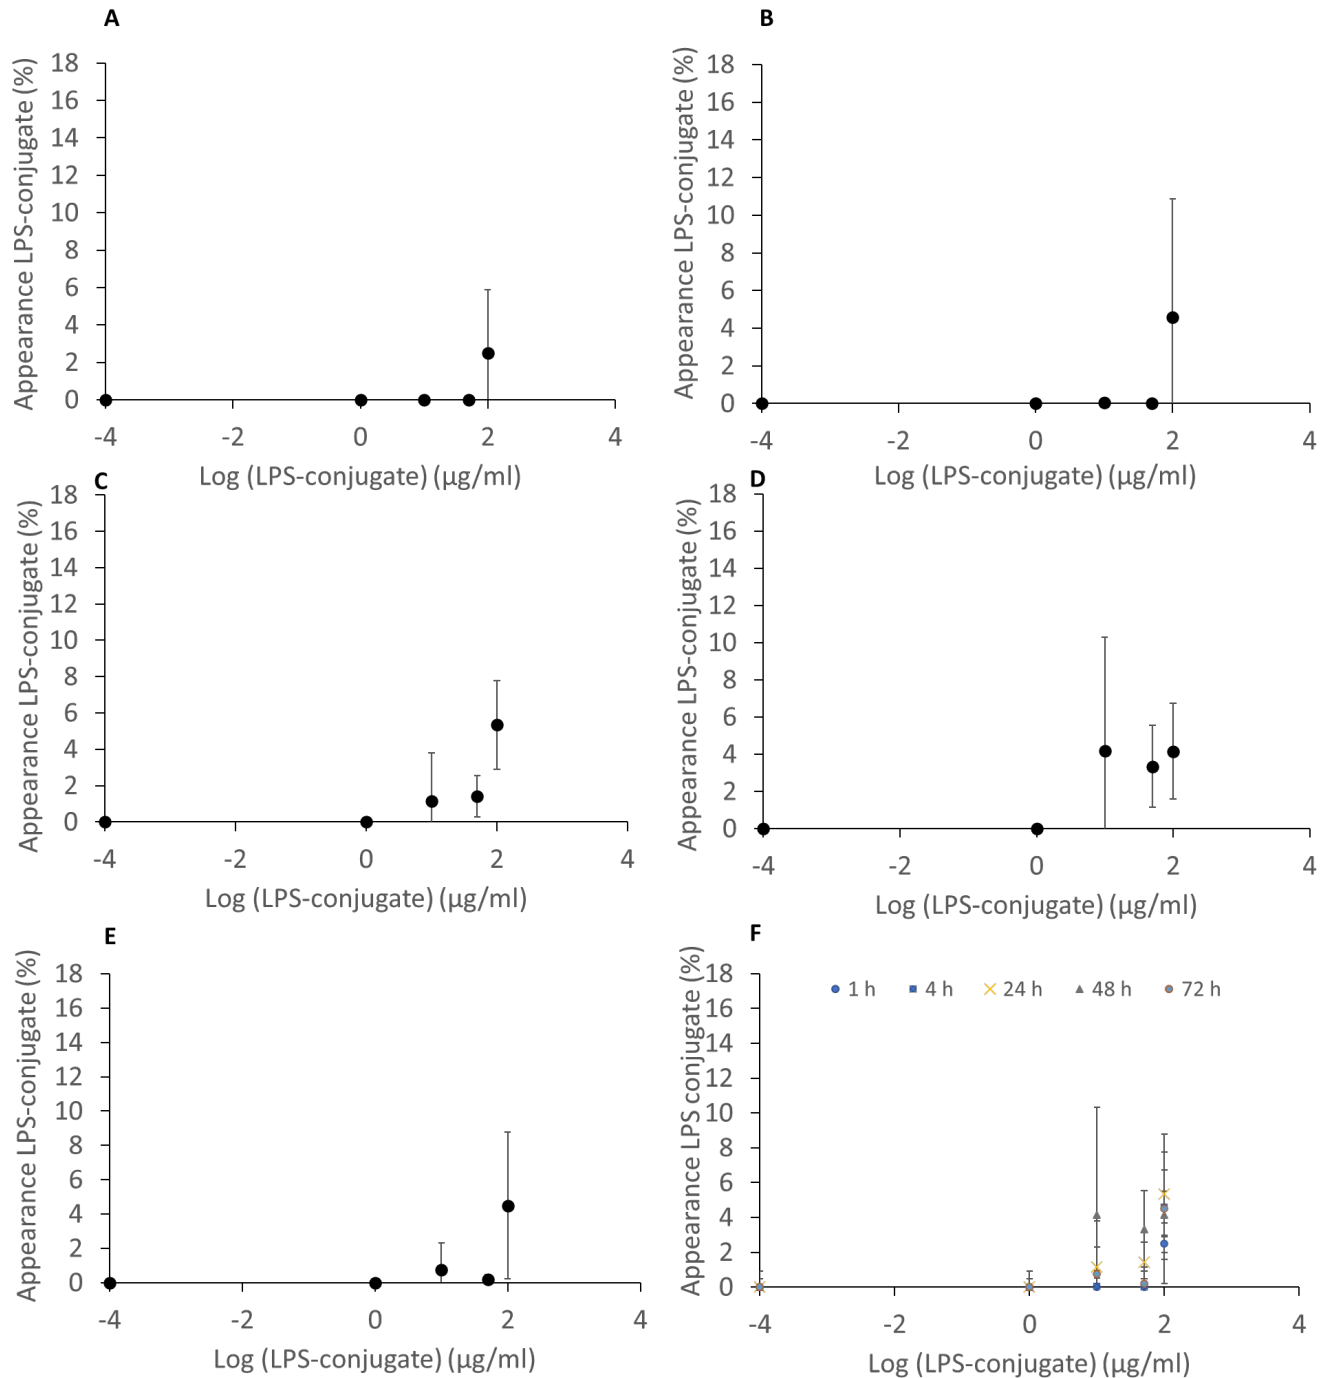 A
Appearance LPS-conjugate (%)
18
16
14
12
10
8
6
4
2
0
-4 -2 0 2 4
Log (LPS-conjugate) (µg/ml)
B
Appearance LPS-conjugate (%)
18
16
14
12
10
8
6
4
2
0
-4 -2 0 2 4
Log (LPS-conjugate) (µg/ml)
C
Appearance LPS-conjugate (%)
18
16
14
12
10
8
6
4
2
0
-4 -2 0 2 4
Log (LPS-conjugate) (µg/ml)
D
Appearance LPS-conjugate (%)
18
16
14
12
10
8
6
4
2
0
-4 -2 0 2 4
Log (LPS-conjugate) (µg/ml)
E
Appearance LPS-conjugate (%)
18
16
14
12
10
8
6
4
2
0
-4 -2 0 2 4
Log (LPS-conjugate) (µg/ml)
F
Appearance LPS conjugate (%)
18
16
14
12
10
8
6
4
2
0
1 h 4 h 24 h 48 h 72 h
-4 -2 0 2 4
Log (LPS-conjugate) (µg/ml)